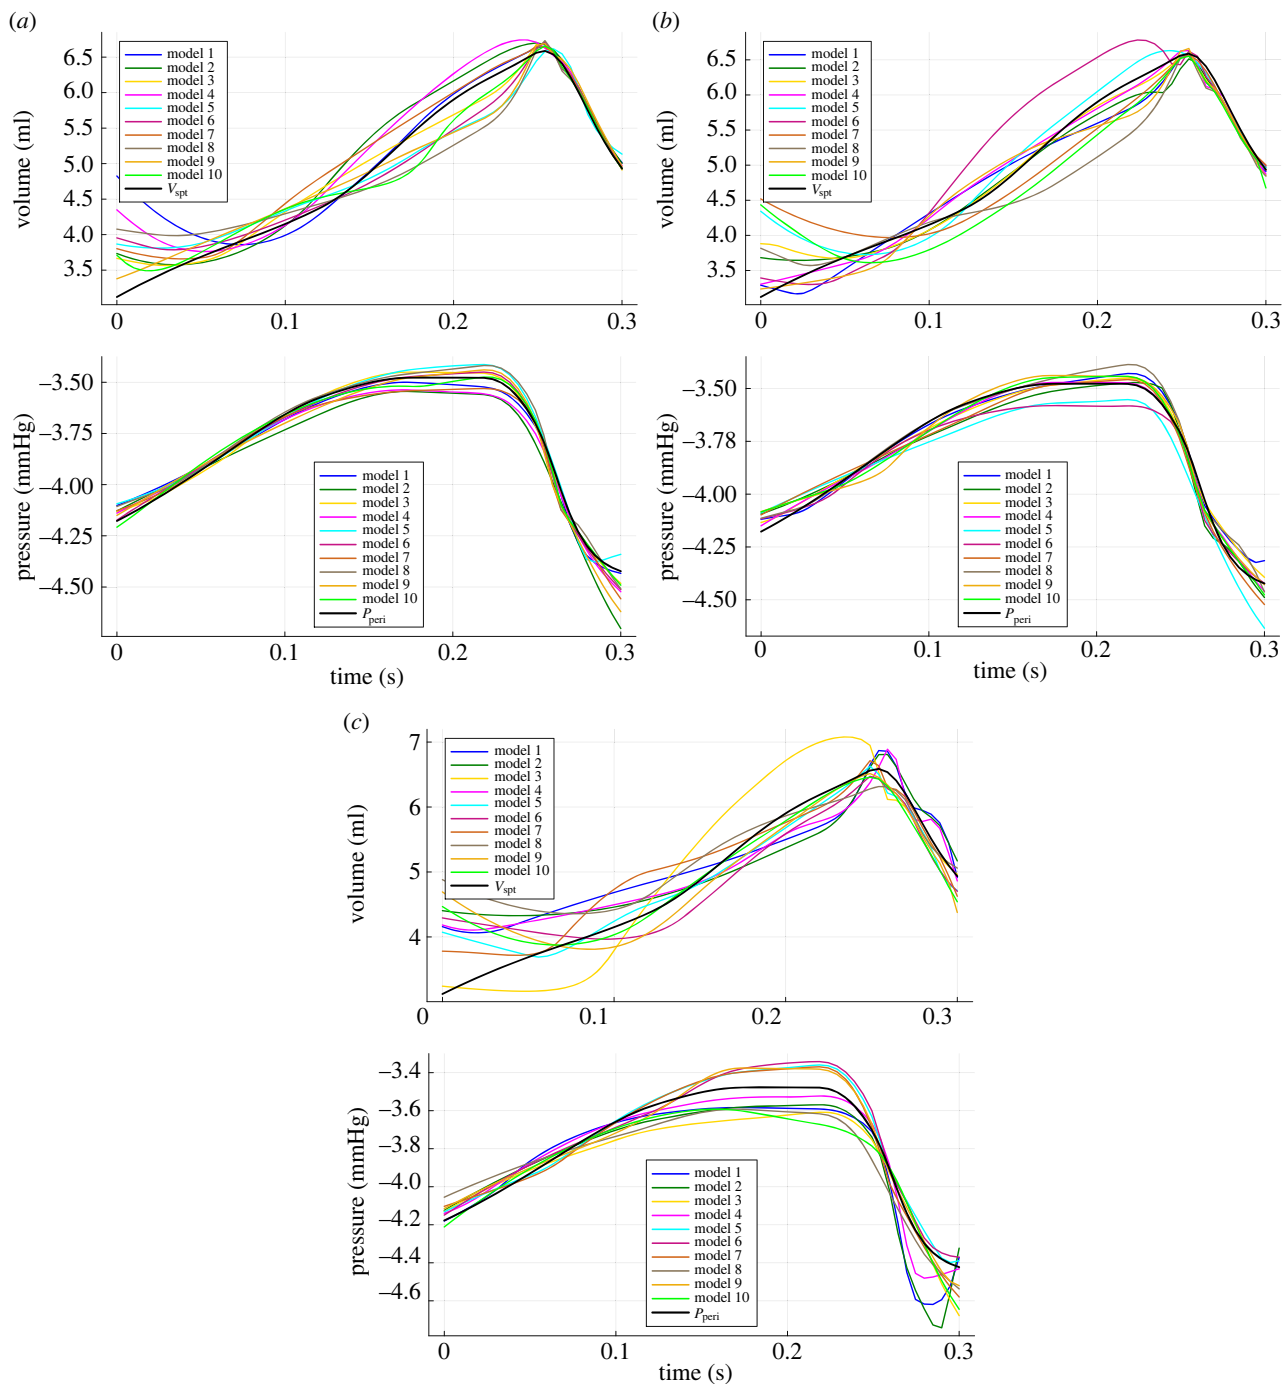 (a)
volume (ml)
6.5
6.0
5.5
5.0
4.5
4.0
3.5
model 1
model 2
model 3
model 4
model 5
model 6
model 7
model 8
model 9
model 10
V_spt
0 0.1 0.2 0.3
pressure (mmHg)
–3.50
–3.75
–4.00
–4.25
–4.50
model 1
model 2
model 3
model 4
model 5
model 6
model 7
model 8
model 9
model 10
P_peri
0 0.1 0.2 0.3
time (s)
(b)
volume (ml)
6.5
6.0
5.5
5.0
4.5
4.0
3.5
model 1
model 2
model 3
model 4
model 5
model 6
model 7
model 8
model 9
model 10
V_spt
0 0.1 0.2 0.3
pressure (mmHg)
–3.50
–3.78
–4.00
–4.25
–4.50
model 1
model 2
model 3
model 4
model 5
model 6
model 7
model 8
model 9
model 10
P_peri
0 0.1 0.2 0.3
time (s)
(c)
volume (ml)
7
6
5
4
model 1
model 2
model 3
model 4
model 5
model 6
model 7
model 8
model 9
model 10
V_spt
0 0.1 0.2 0.3
pressure (mmHg)
–3.4
–3.6
–3.8
–4.0
–4.2
–4.4
–4.6
model 1
model 2
model 3
model 4
model 5
model 6
model 7
model 8
model 9
model 10
P_peri
0 0.1 0.2 0.3
time (s)